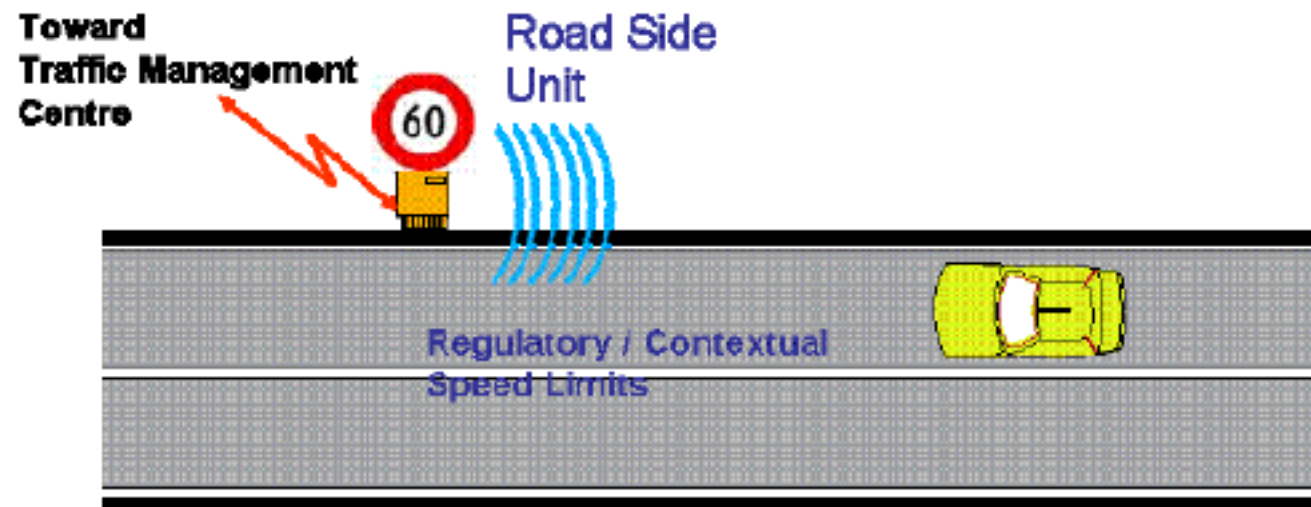 Toward
Traffic Management
Centre
60
Road Side
Unit
Regulatory / Contextual
Speed Limits